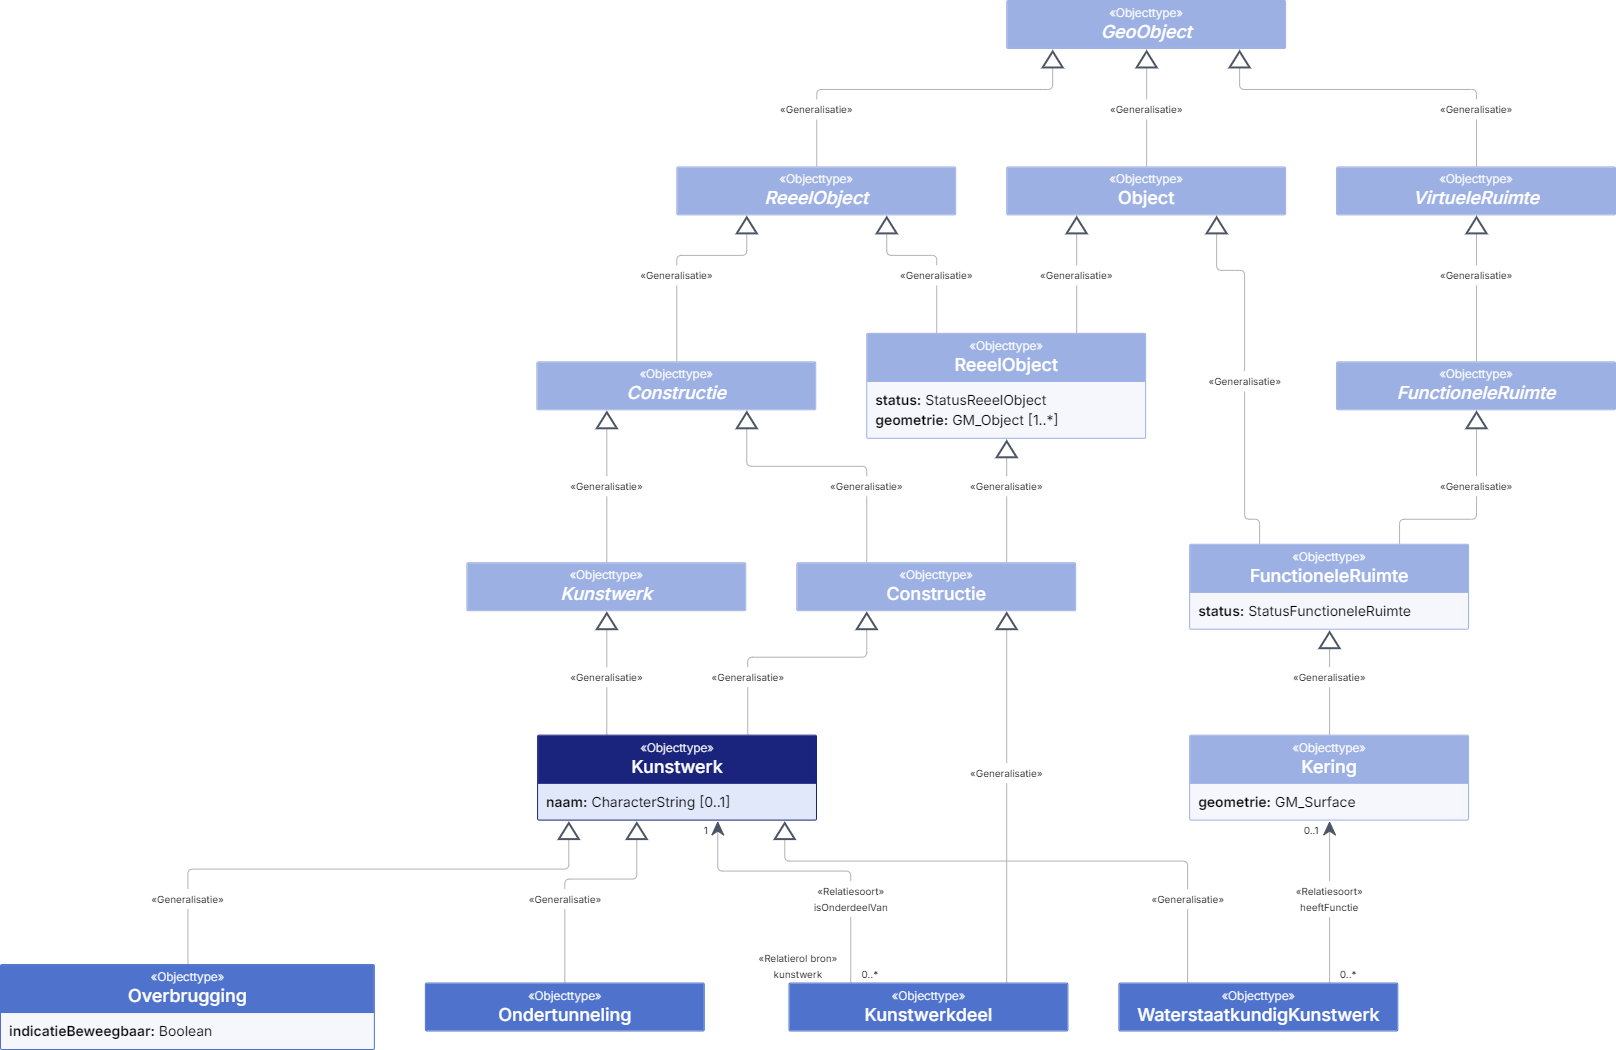 «Objecttype»
GeoObject
«Generalisatie»
«Generalisatie»
«Generalisatie»
«Objecttype»
ReeelObject
«Objecttype»
Object
«Objecttype»
VirtueleRuimte
«Generalisatie»
«Generalisatie»
«Generalisatie»
«Generalisatie»
«Objecttype»
ReeelObject
status: StatusReeelObject
geometrie: GM_Object [1..*]
«Objecttype»
Constructie
«Generalisatie»
«Objecttype»
FunctioneleRuimte
«Generalisatie»
«Generalisatie»
«Generalisatie»
«Generalisatie»
«Objecttype»
Kunstwerk
«Objecttype»
Constructie
«Objecttype»
FunctioneleRuimte
status: StatusFunctioneleRuimte
«Generalisatie»
«Generalisatie»
«Generalisatie»
«Objecttype»
Kunstwerk
naam: CharacterString [0..1]
«Generalisatie»
«Objecttype»
Kering
geometrie: GM_Surface
1
0..1
«Generalisatie»
«Generalisatie»
«Relatiesoort»
isOnderdeelVan
«Generalisatie»
«Relatiesoort»
heeftFunctie
«Relatierol bron»
kunstwerk
0..*
0..*
«Objecttype»
Overbrugging
indicatieBeweegbaar: Boolean
«Objecttype»
Ondertunneling
«Objecttype»
Kunstwerkdeel
«Objecttype»
WaterstaatkundigKunstwerk